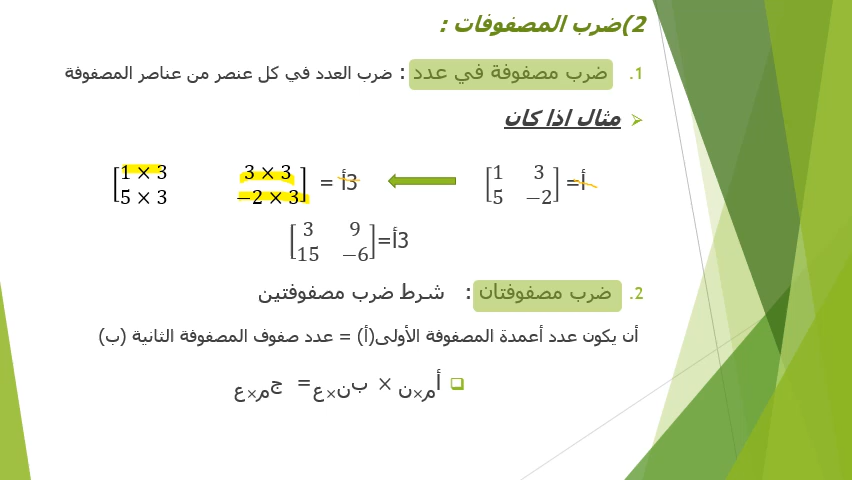 2)ضرب المصفوفات :
1. ضرب مصفوفة في عدد : ضرب العدد في كل عنصر من عناصر المصفوفة
مثال اذا كان
أ= [1 3] 3أ = [1 × 3 3 × 3]
[5 −2] [5 × 3 −2 × 3]
3أ= [3 9]
[15 −6]
2. ضرب مصفوفتان : شرط ضرب مصفوفتين
أن يكون عدد أعمدة المصفوفة الأولى(أ) = عدد صفوف المصفوفة الثانية (ب)
أم×ن × بن×ع = جم×ع